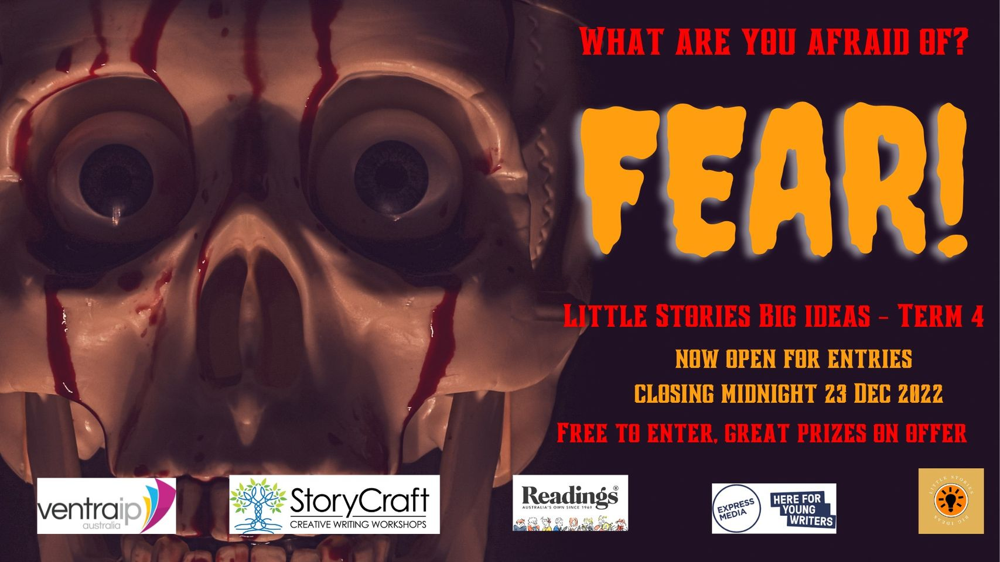 WHAT ARE YOU AFRAID OF?
FEAR!
LITTLE STORIES BIG IDEAS - TERM 4
NOW OPEN FOR ENTRIES
CLOSING MIDNIGHT 23 DEC 2022
FREE TO ENTER, GREAT PRIZES ON OFFER
ventraip
australia
StoryCraft
CREATIVE WRITING WORKSHOPS
Readings®
AUSTRALIA'S OWN SINCE 1969
EXPRESS
MEDIA
HERE FOR
YOUNG
WRITERS
LITTLE STORIES
BIG IDEAS